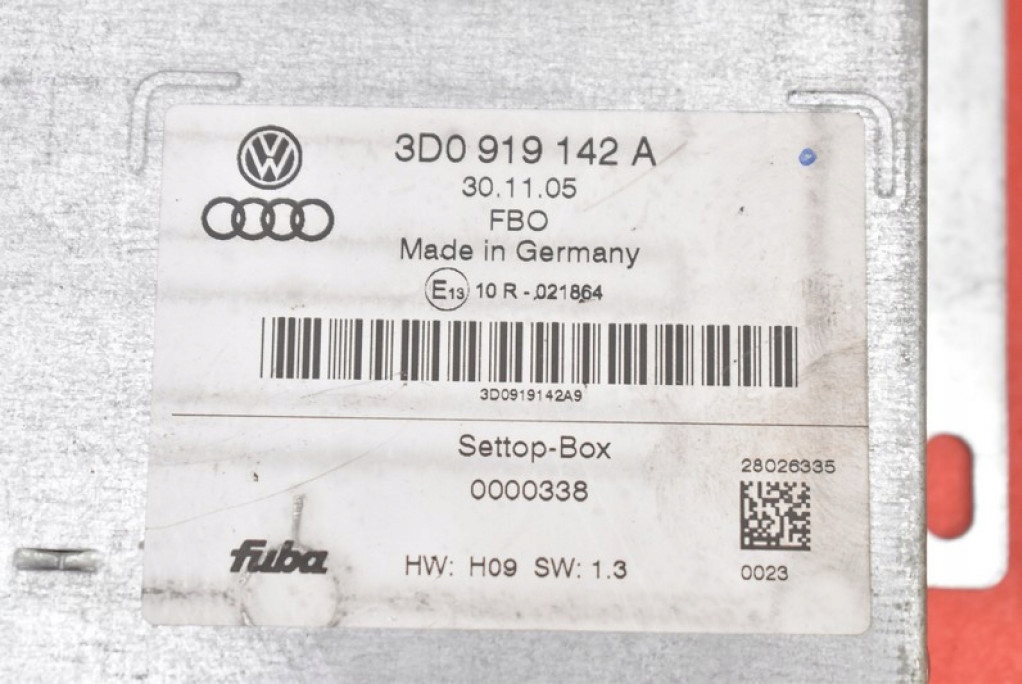 3D0 919 142 A
30.11.05
FBO
Made in Germany
E13 10 R - 021864
3D0919142A9
Settop-Box
0000338
28026335
fuba
HW: H09 SW: 1.3
0023